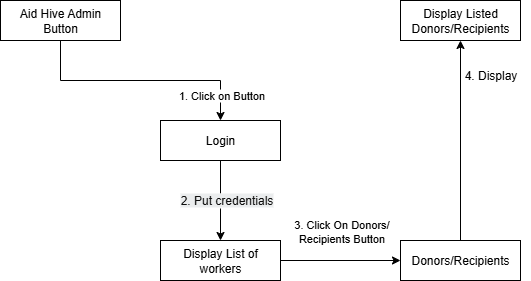 Aid Hive Admin
Button
Display Listed
Donors/Recipients
1. Click on Button
4. Display
Login
2. Put credentials
3. Click On Donors/
Recipients Button
Display List of
workers
Donors/Recipients